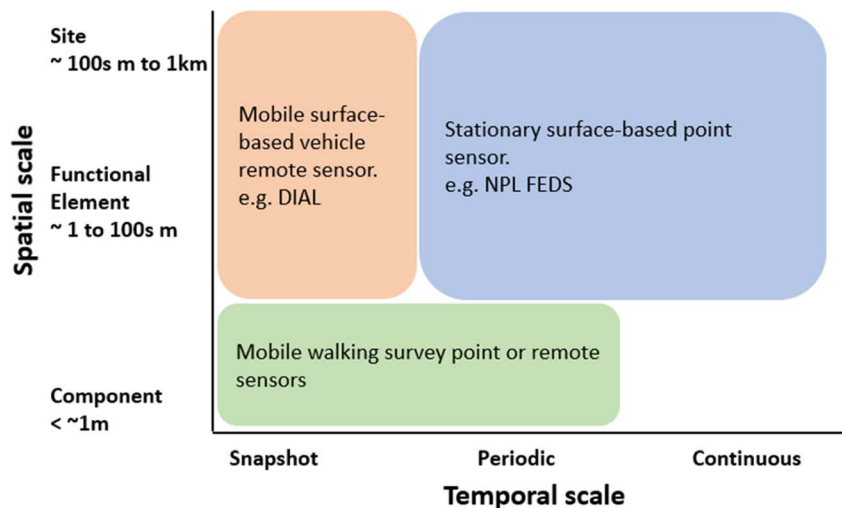 Site
~ 100s m to 1km
Functional
Element
~ 1 to 100s m
Component
< ~1m
Spatial scale
Mobile surface-
based vehicle
remote sensor.
e.g. DIAL
Stationary surface-based point
sensor.
e.g. NPL FEDS
Mobile walking survey point or remote
sensors
Snapshot
Periodic
Continuous
Temporal scale